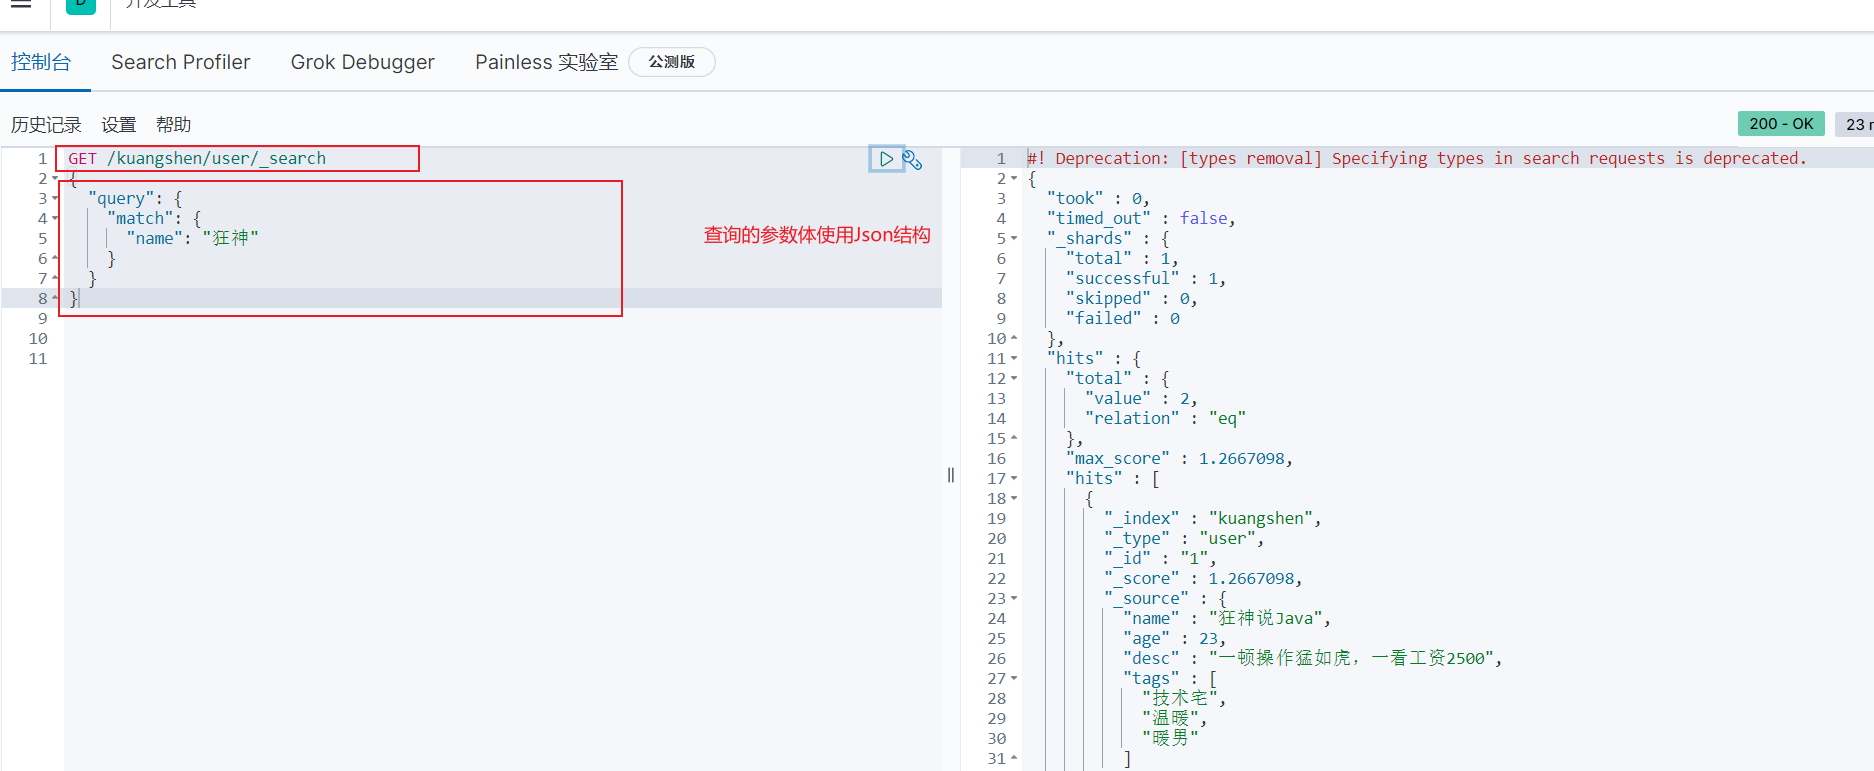 D 开发工具
控制台 Search Profiler Grok Debugger Painless 实验室 公测版
历史记录 设置 帮助
200 - OK 23
1 GET /kuangshen/user/_search
2 {
3 "query": {
4 "match": {
5 "name": "狂神"
6 }
7 }
8 }
9
10
11
查询的参数体使用Json结构
1 #! Deprecation: [types removal] Specifying types in search requests is deprecated.
2 {
3 "took" : 0,
4 "timed_out" : false,
5 "_shards" : {
6 "total" : 1,
7 "successful" : 1,
8 "skipped" : 0,
9 "failed" : 0
10 },
11 "hits" : {
12 "total" : {
13 "value" : 2,
14 "relation" : "eq"
15 },
16 "max_score" : 1.2667098,
17 "hits" : [
18 {
19 "_index" : "kuangshen",
20 "_type" : "user",
21 "_id" : "1",
22 "_score" : 1.2667098,
23 "_source" : {
24 "name" : "狂神说Java",
25 "age" : 23,
26 "desc" : "一顿操作猛如虎，一看工资2500",
27 "tags" : [
28 "技术宅",
29 "温暖",
30 "暖男"
31 ]